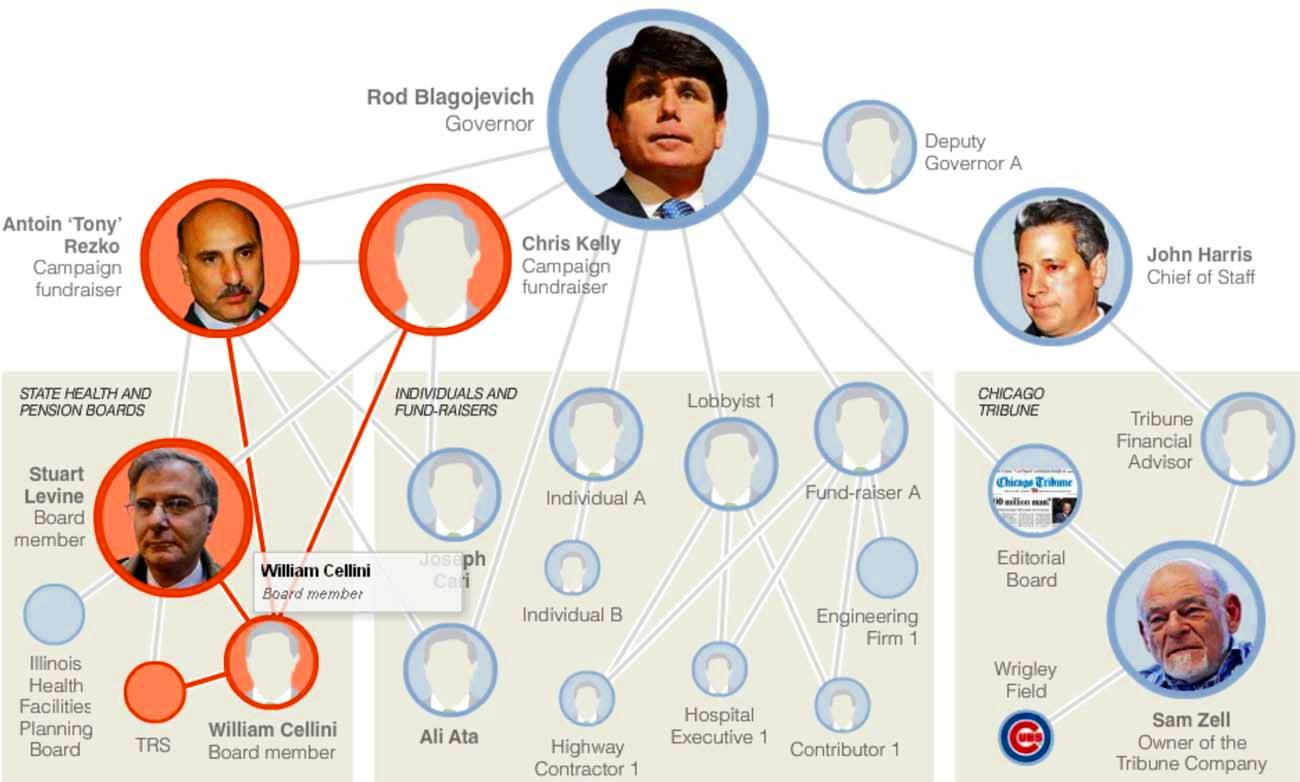 Rod Blagojevich
Governor
Deputy
Governor A
Antoin ‘Tony’
Rezko
Campaign
fundraiser
Chris Kelly
Campaign
fundraiser
John Harris
Chief of Staff
STATE HEALTH AND
PENSION BOARDS
INDIVIDUALS AND
FUND-RAISERS
CHICAGO
TRIBUNE
Stuart
Levine
Board
member
Illinois
Health
Facilities
Planning
Board
TRS
William Cellini
Board member
William Cellini
Board member
Joseph
Cari
Ali Ata
Individual A
Individual B
Lobbyist 1
Fund-raiser A
Engineering
Firm 1
Highway
Contractor 1
Hospital
Executive 1
Contributor 1
Tribune
Financial
Advisor
Chicago Tribune
Editorial
Board
Wrigley
Field
CUBS
Sam Zell
Owner of the
Tribune Company